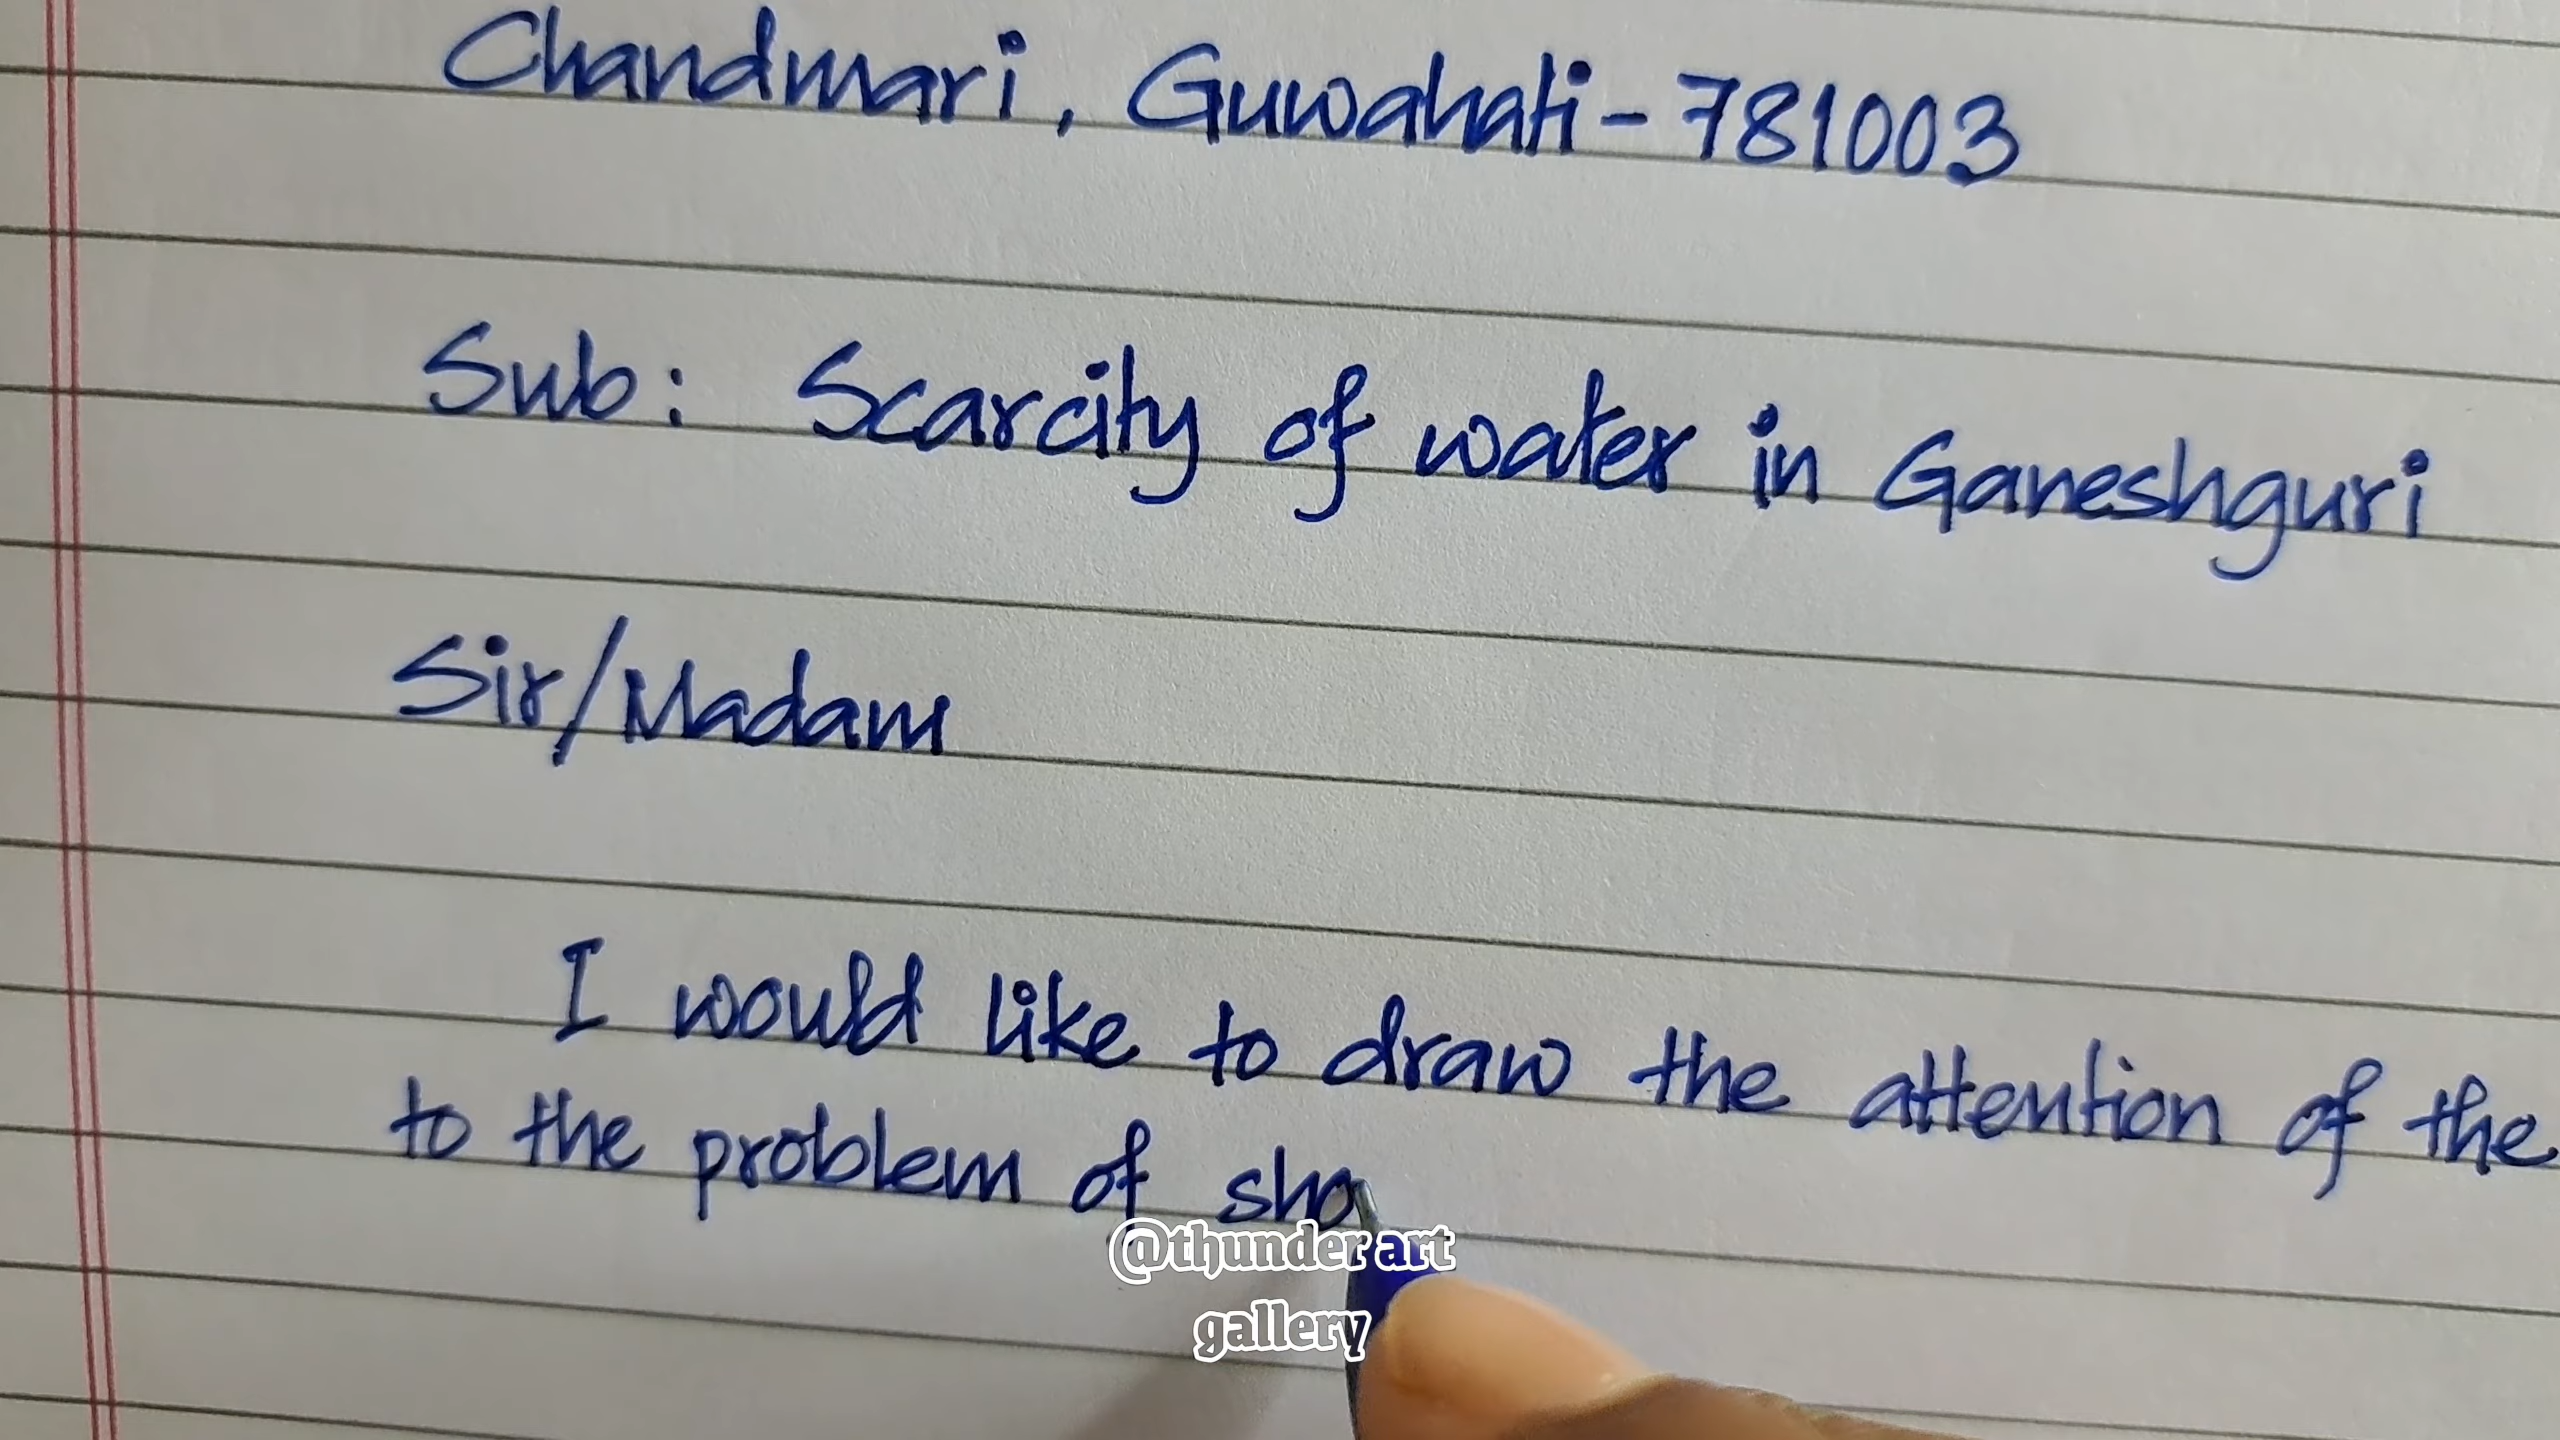 Chandmari, Guwahati - 781003
Sub: Scarcity of water in Ganeshguri
Sir/Madam
I would like to draw the attention of the
to the problem of sho
@thunder art
gallery